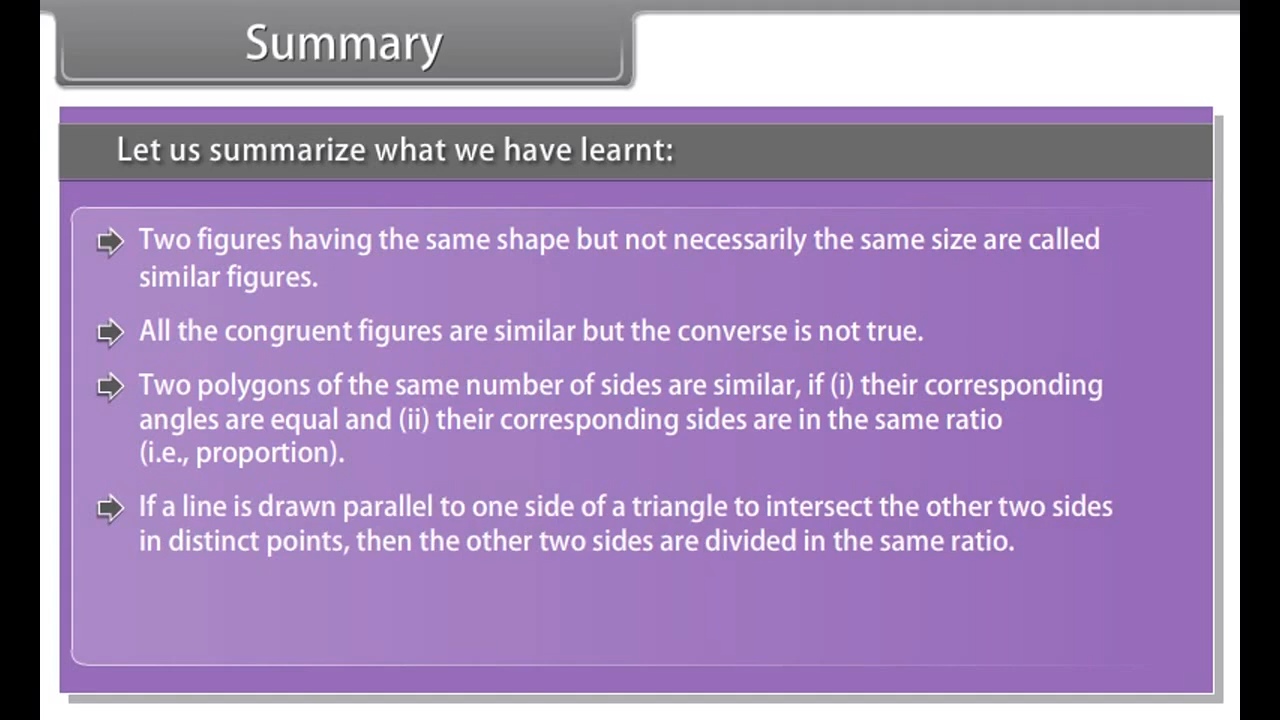 Summary
Let us summarize what we have learnt:
Two figures having the same shape but not necessarily the same size are called
similar figures.
All the congruent figures are similar but the converse is not true.
Two polygons of the same number of sides are similar, if (i) their corresponding
angles are equal and (ii) their corresponding sides are in the same ratio
(i.e., proportion).
If a line is drawn parallel to one side of a triangle to intersect the other two sides
in distinct points, then the other two sides are divided in the same ratio.